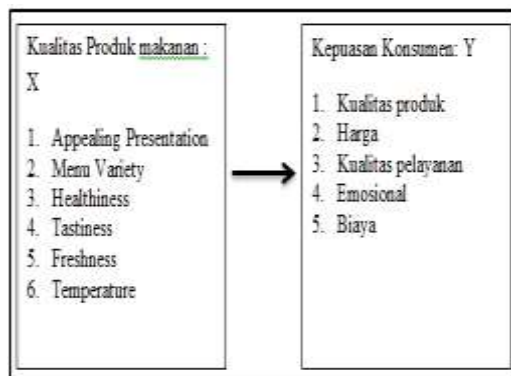 Kualitas Produk makanan :
X
1. Appealing Presentation
2. Menu Variety
3. Healthiness
4. Tastiness
5. Freshness
6. Temperature
Kepuasan Konsumen: Y
1. Kualitas produk
2. Harga
3. Kualitas pelayanan
4. Emosional
5. Biaya